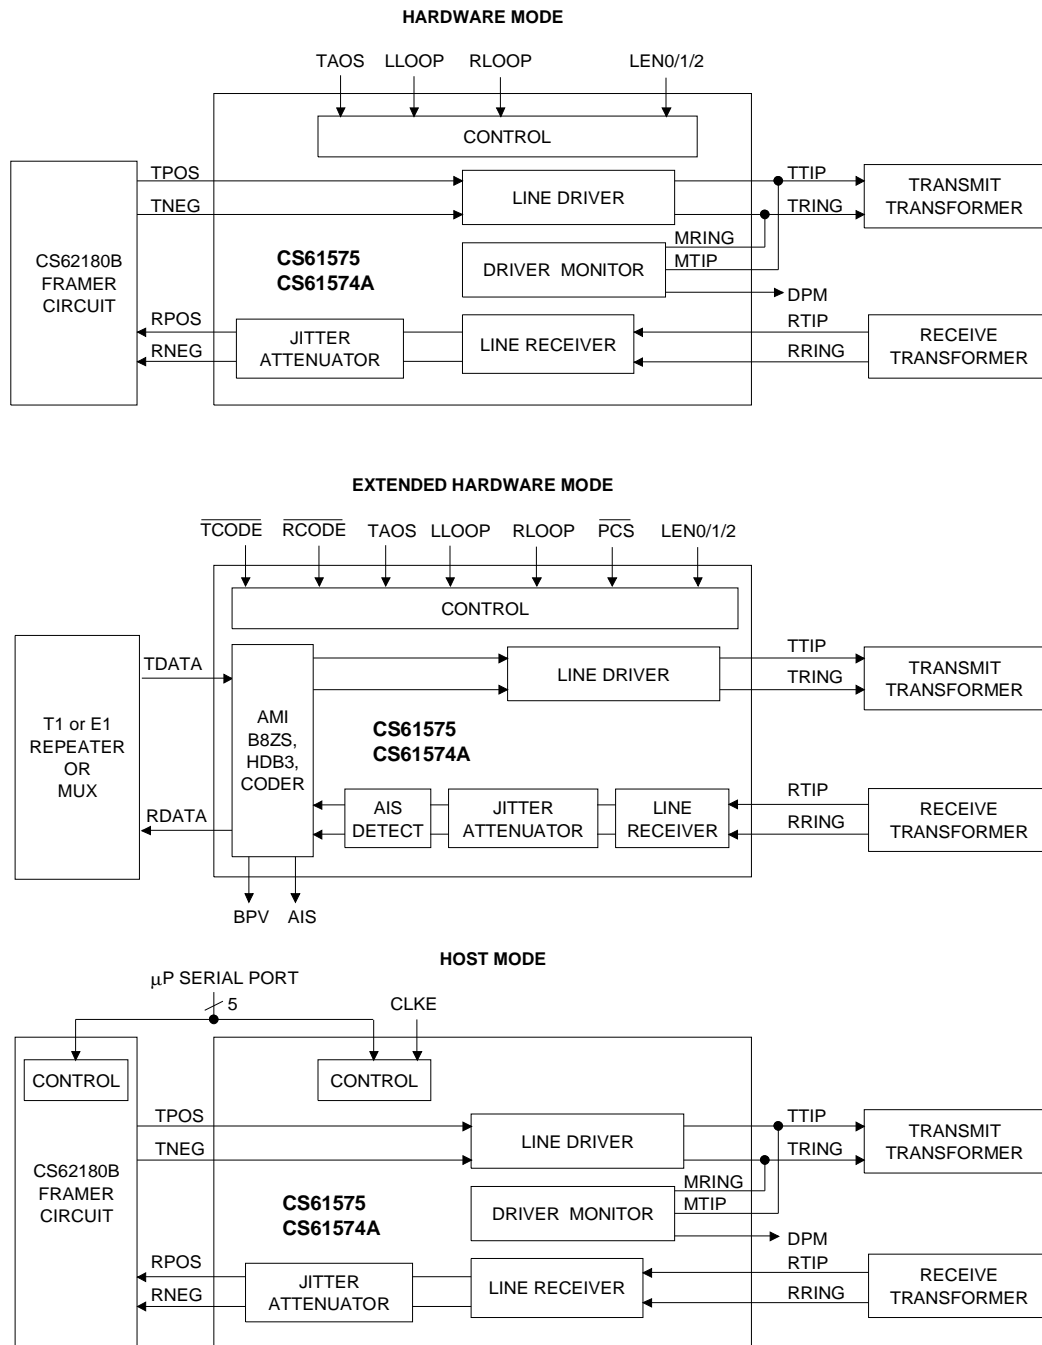 HARDWARE MODE
TAOS LLOOP RLOOP LEN0/1/2
CONTROL
TPOS
TNEG
LINE DRIVER
TTIP
TRING
TRANSMIT
TRANSFORMER
CS62180B
FRAMER
CIRCUIT
CS61575
CS61574A
DRIVER MONITOR
MRING
MTIP
DPM
RPOS
RNEG
JITTER
ATTENUATOR
LINE RECEIVER
RTIP
RRING
RECEIVE
TRANSFORMER
EXTENDED HARDWARE MODE
TCODE RCODE TAOS LLOOP RLOOP PCS LEN0/1/2
CONTROL
T1 or E1
REPEATER
OR
MUX
TDATA
RDATA
AMI
B8ZS,
HDB3,
CODER
LINE DRIVER
TTIP
TRING
TRANSMIT
TRANSFORMER
CS61575
CS61574A
AIS
DETECT
JITTER
ATTENUATOR
LINE
RECEIVER
RTIP
RRING
RECEIVE
TRANSFORMER
BPV AIS
HOST MODE
μP SERIAL PORT
5
CLKE
CONTROL
CONTROL
TPOS
TNEG
LINE DRIVER
TTIP
TRING
TRANSMIT
TRANSFORMER
CS62180B
FRAMER
CIRCUIT
CS61575
CS61574A
DRIVER MONITOR
MRING
MTIP
DPM
RPOS
RNEG
JITTER
ATTENUATOR
LINE RECEIVER
RTIP
RRING
RECEIVE
TRANSFORMER